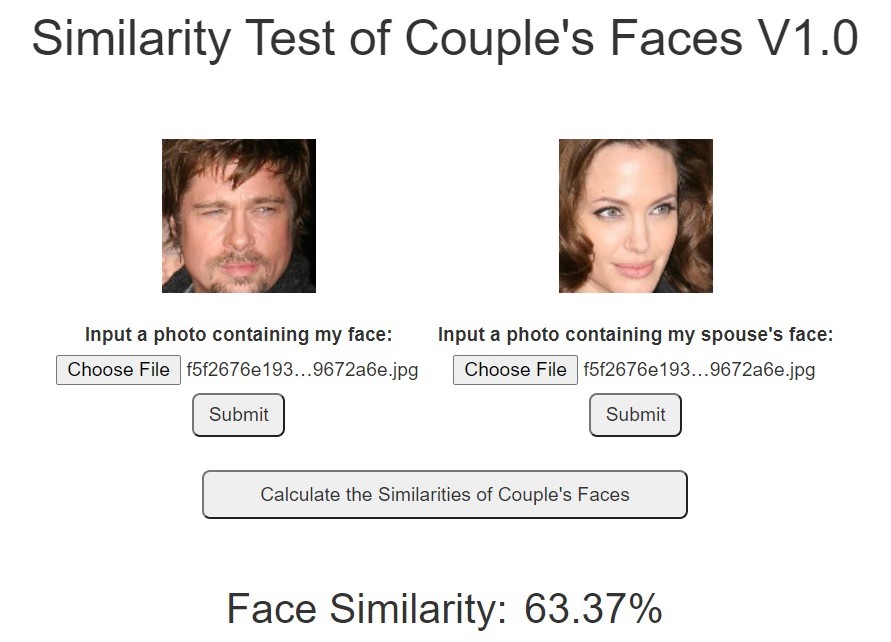 Similarity Test of Couple's Faces V1.0
Input a photo containing my face: Input a photo containing my spouse's face:
Choose File f5f2676e193...9672a6e.jpg Choose File f5f2676e193...9672a6e.jpg
Submit Submit
Calculate the Similarities of Couple's Faces
Face Similarity: 63.37%